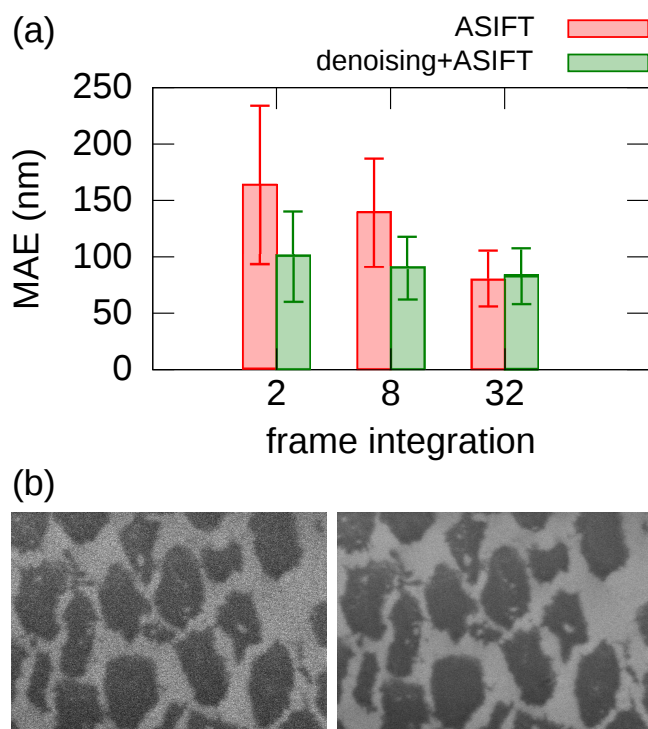 (a)
ASIFT
denoising+ASIFT
250
200
150
100
50
0
MAE (nm)
2 8 32
frame integration
(b)